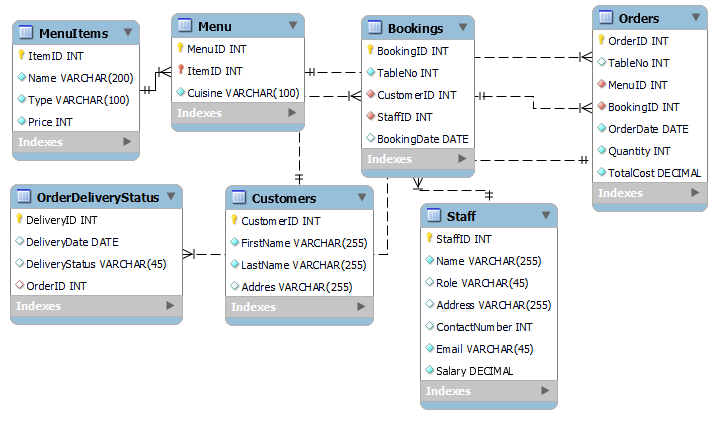 MenuItems
ItemID INT
Name VARCHAR(200)
Type VARCHAR(100)
Price INT
Indexes
Menu
MenuID INT
ItemID INT
Cuisine VARCHAR(100)
Indexes
Bookings
BookingID INT
TableNo INT
CustomerID INT
StaffID INT
BookingDate DATE
Indexes
Orders
OrderID INT
TableNo INT
MenuID INT
BookingID INT
OrderDate DATE
Quantity INT
TotalCost DECIMAL
Indexes
OrderDeliveryStatus
DeliveryID INT
DeliveryDate DATE
DeliveryStatus VARCHAR(45)
OrderID INT
Indexes
Customers
CustomerID INT
FirstName VARCHAR(255)
LastName VARCHAR(255)
Addres VARCHAR(255)
Indexes
Staff
StaffID INT
Name VARCHAR(255)
Role VARCHAR(45)
Address VARCHAR(255)
ContactNumber INT
Email VARCHAR(45)
Salary DECIMAL
Indexes